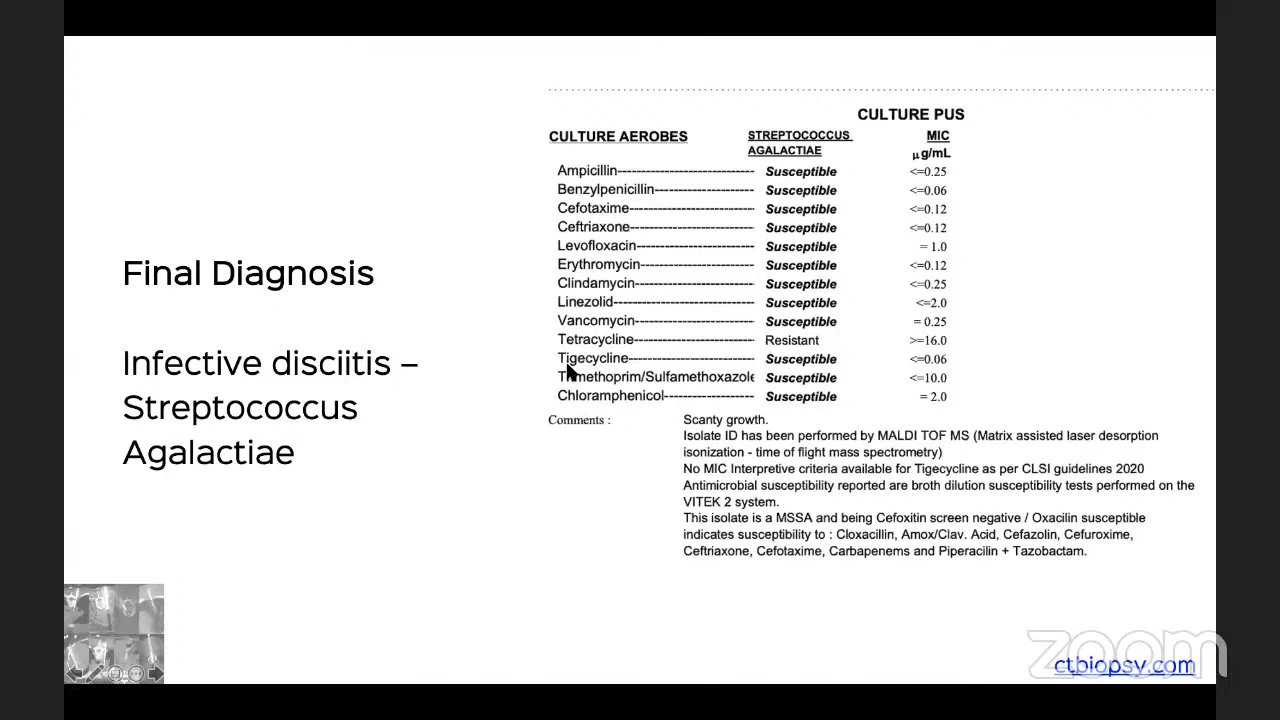 CULTURE PUS
CULTURE AEROBES STREPTOCOCCUS AGALACTIAE MIC µg/mL
Ampicillin Susceptible <=0.25
Benzylpenicillin Susceptible <=0.06
Cefotaxime Susceptible <=0.12
Ceftriaxone Susceptible <=0.12
Levofloxacin Susceptible = 1.0
Erythromycin Susceptible <=0.12
Clindamycin Susceptible <=0.25
Linezolid Susceptible <=2.0
Vancomycin Susceptible = 0.25
Tetracycline Resistant >=16.0
Tigecycline Susceptible <=0.06
Trimethoprim/Sulfamethoxazole Susceptible <=10.0
Chloramphenicol Susceptible = 2.0
Comments : Scanty growth.
Isolate ID has been performed by MALDI TOF MS (Matrix assisted laser desorption
isonization - time of flight mass spectrometry)
No MIC Interpretive criteria available for Tigecycline as per CLSI guidelines 2020
Antimicrobial susceptibility reported are broth dilution susceptibility tests performed on the
VITEK 2 system.
This isolate is a MSSA and being Cefoxitin screen negative / Oxacilin susceptible
indicates susceptibility to : Cloxacillin, Amox/Clav. Acid, Cefazolin, Cefuroxime,
Ceftriaxone, Cefotaxime, Carbapenems and Piperacilin + Tazobactam.
Final Diagnosis
Infective disciitis –
Streptococcus
Agalactiae
zoom
ctbiopsy.com